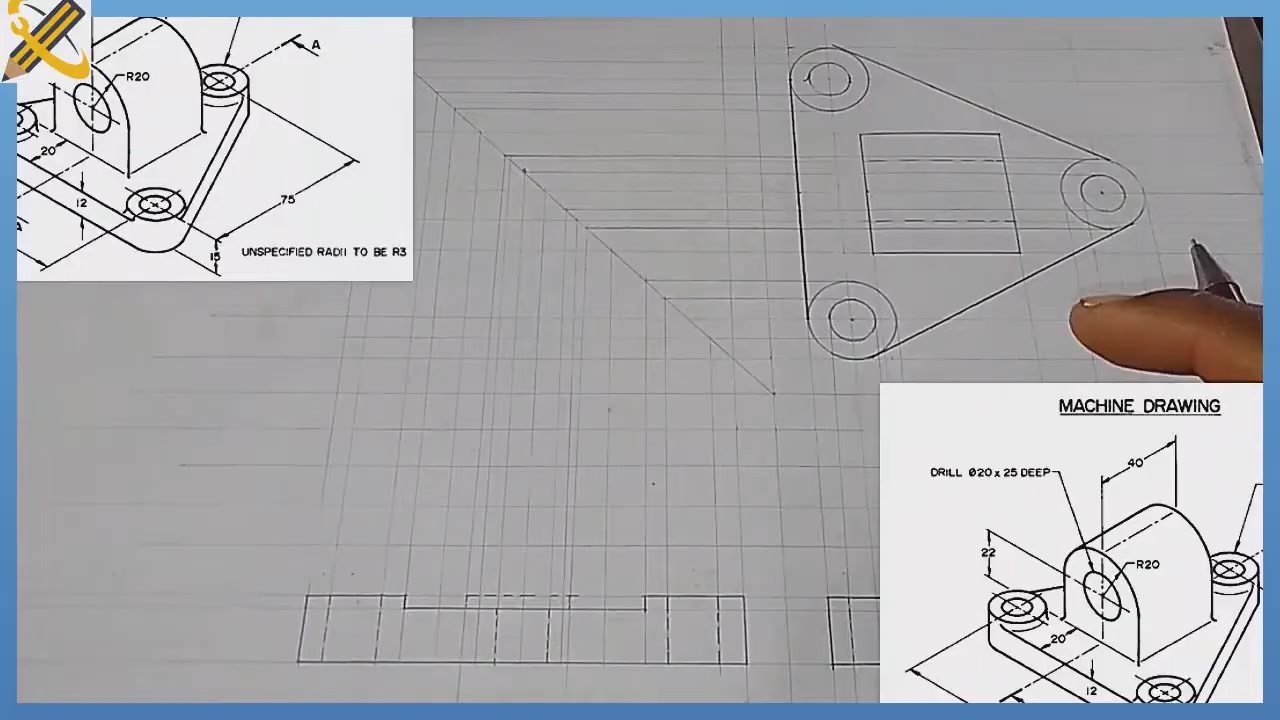 A
R20
20
12
75
15
UNSPECIFIED RADII TO BE R3
MACHINE DRAWING
40
DRILL Ø20 x 25 DEEP
22
R20
20
12